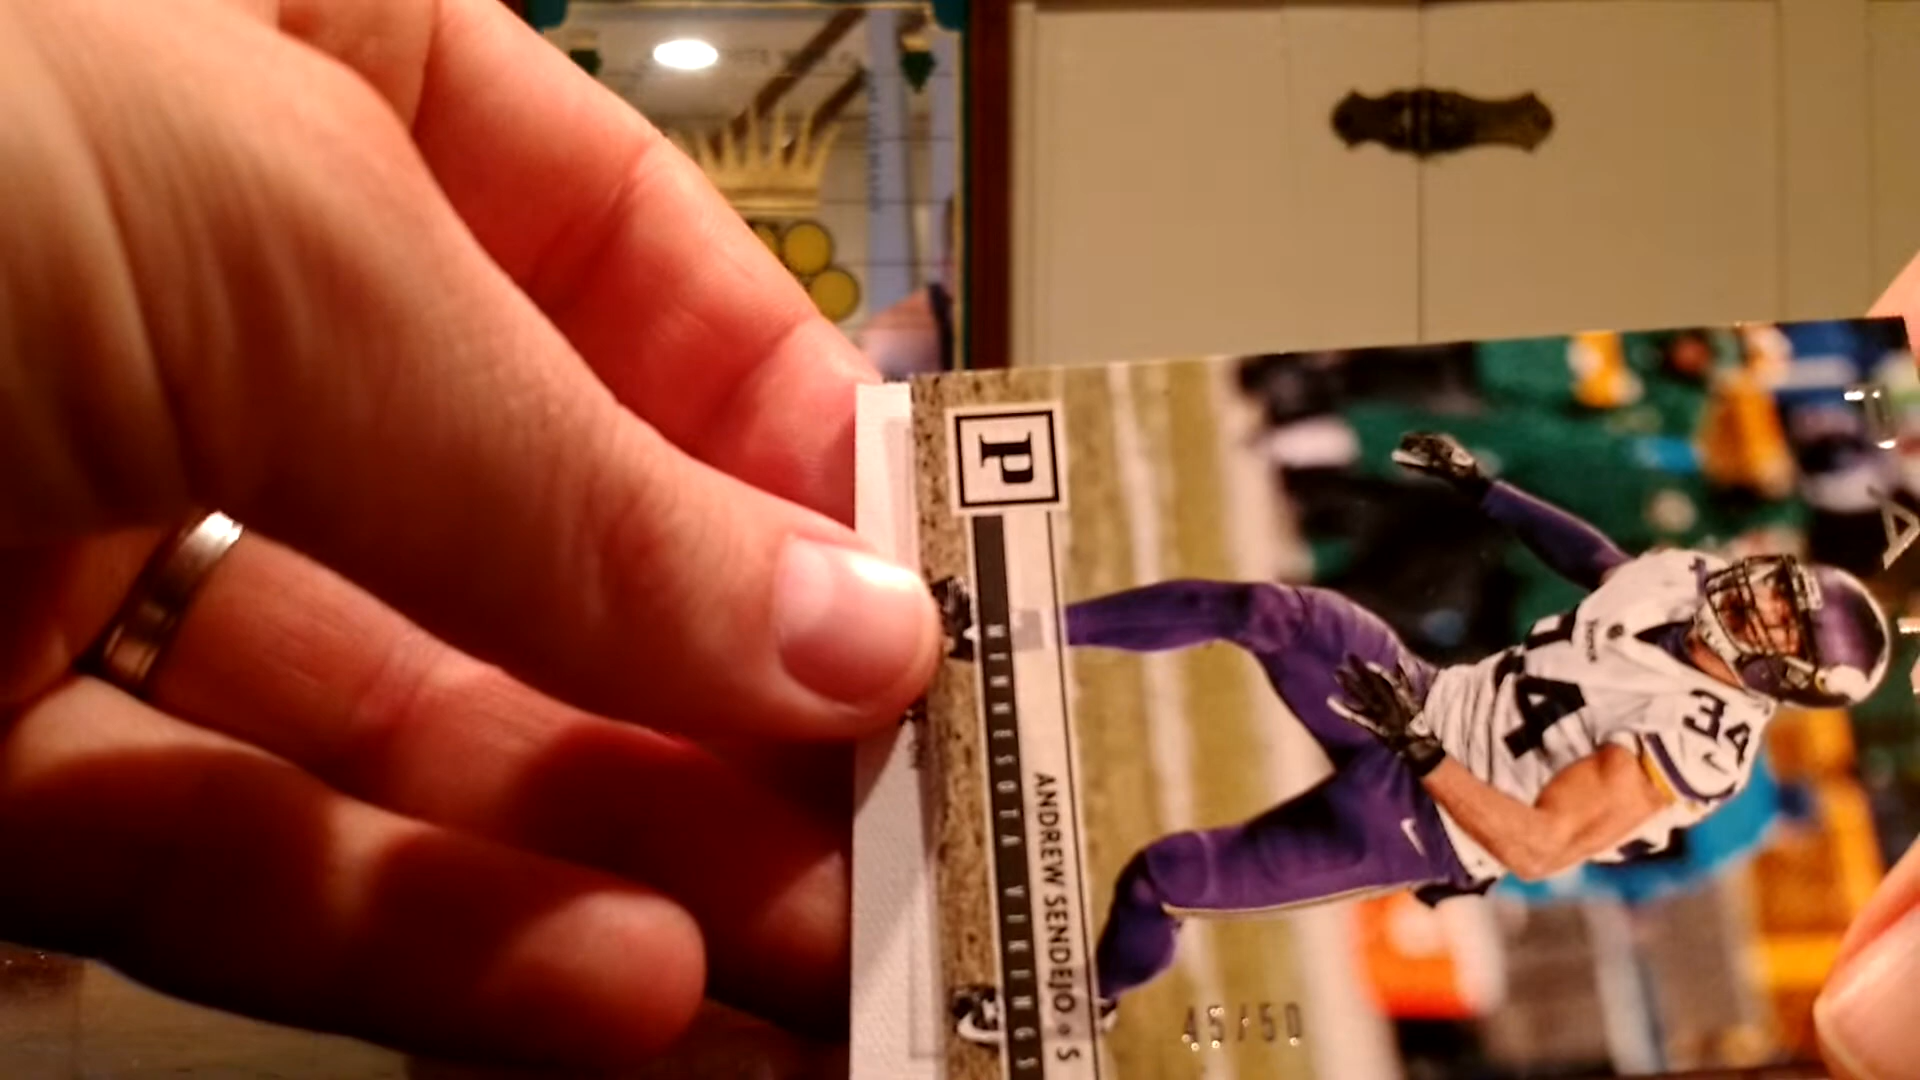 P
MINNESOTA VIKINGS
ANDREW SENDEJO • S
45/50
34
34